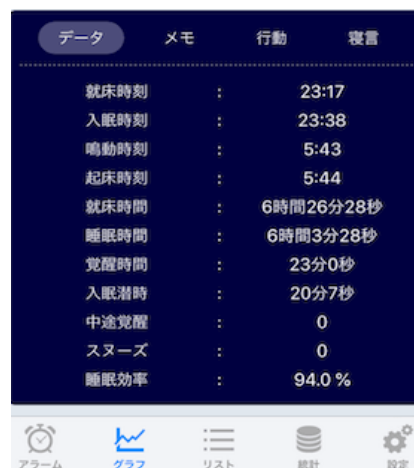 データ メモ 行動 寝言
就床時刻 : 23:17
入眠時刻 : 23:38
鳴動時刻 : 5:43
起床時刻 : 5:44
就床時間 : 6時間26分28秒
睡眠時間 : 6時間3分28秒
覚醒時間 : 23分0秒
入眠潜時 : 20分7秒
中途覚醒 : 0
スヌーズ : 0
睡眠効率 : 94.0 %
アラーム グラフ リスト 統計 設定